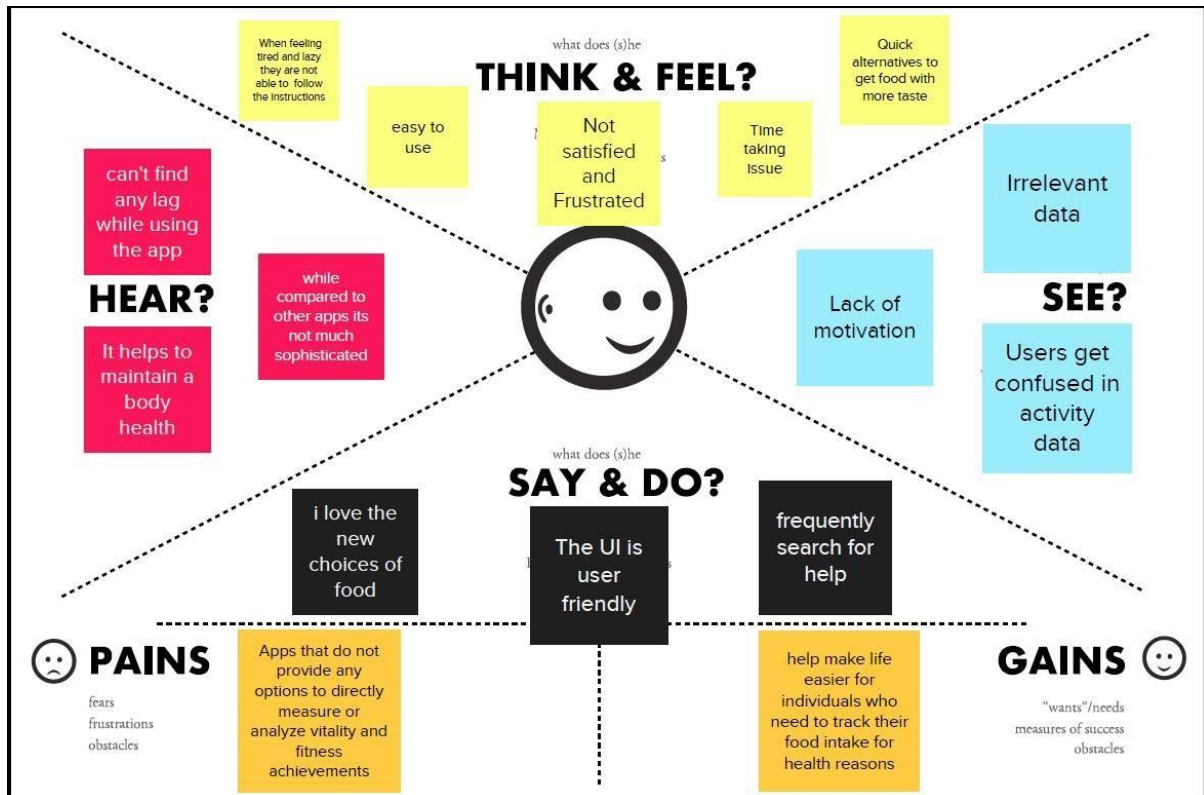 When feeling
tired and lazy
they are not
able to follow
the instructions
easy to
use
what does (s)he
THINK & FEEL?
Not
satisfied
and
Frustrated
Time
taking
issue
Quick
alternatives to
get food with
more taste
can't find
any lag
while using
the app
HEAR?
It helps to
maintain a
body
health
while
compared to
other apps its
not much
sophisticated
Irrelevant
data
SEE?
Lack of
motivation
Users get
confused in
activity
data
what does (s)he
SAY & DO?
i love the
new
choices of
food
The UI is
user
friendly
frequently
search for
help
PAINS
fears
frustrations
obstacles
Apps that do not
provide any
options to directly
measure or
analyze vitality and
fitness
achievements
help make life
easier for
individuals who
need to track their
food intake for
health reasons
GAINS
"wants"/needs
measures of success
obstacles